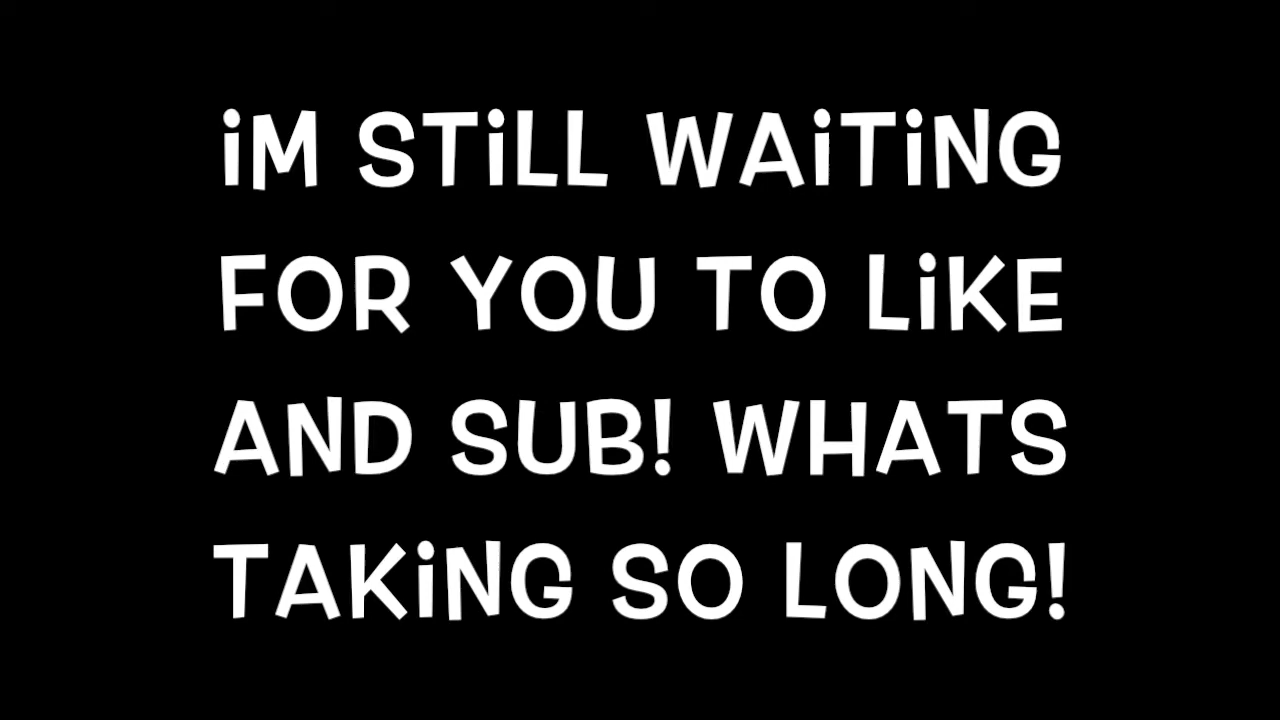 iM STiLL WAiTiNG
FOR YOU TO LiKE
AND SUB! WHATS
TAKiNG SO LONG!